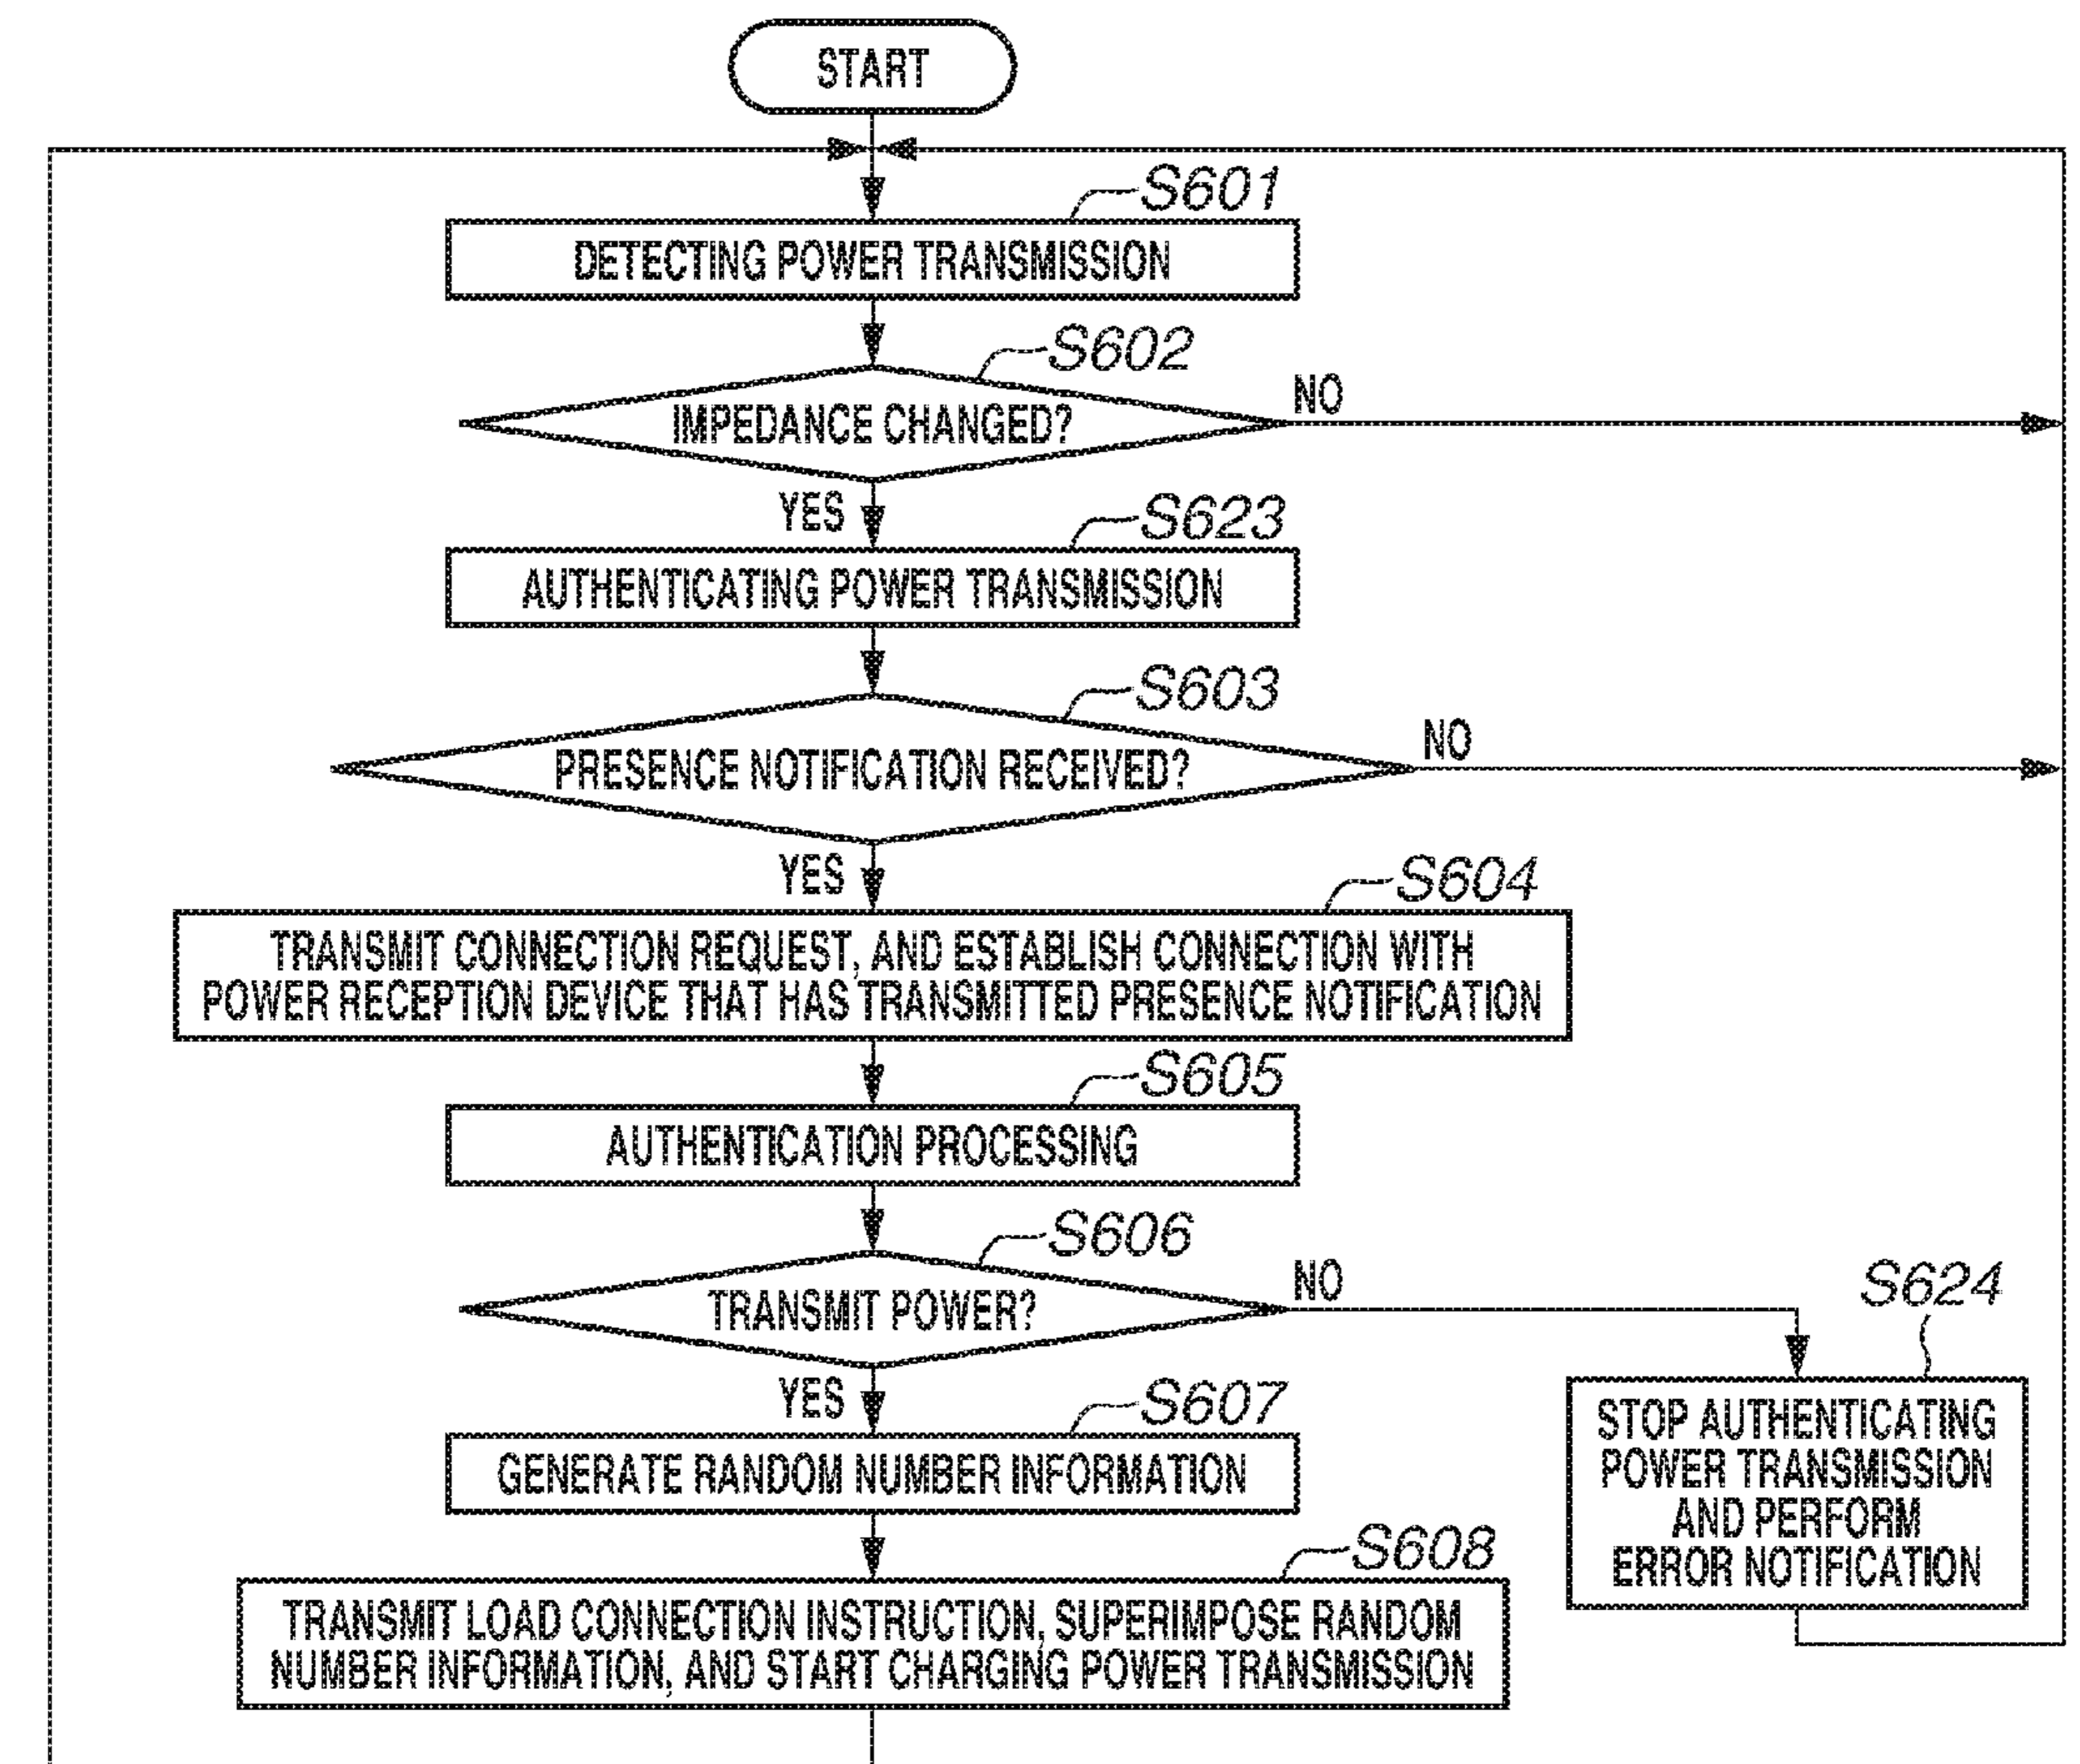 START
S601
DETECTING POWER TRANSMISSION
S602
IMPEDANCE CHANGED?
NO
YES
S623
AUTHENTICATING POWER TRANSMISSION
S603
PRESENCE NOTIFICATION RECEIVED?
NO
YES
S604
TRANSMIT CONNECTION REQUEST, AND ESTABLISH CONNECTION WITH
POWER RECEPTION DEVICE THAT HAS TRANSMITTED PRESENCE NOTIFICATION
S605
AUTHENTICATION PROCESSING
S606
TRANSMIT POWER?
NO
S624
STOP AUTHENTICATING
POWER TRANSMISSION
AND PERFORM
ERROR NOTIFICATION
YES
S607
GENERATE RANDOM NUMBER INFORMATION
S608
TRANSMIT LOAD CONNECTION INSTRUCTION, SUPERIMPOSE RANDOM
NUMBER INFORMATION, AND START CHARGING POWER TRANSMISSION